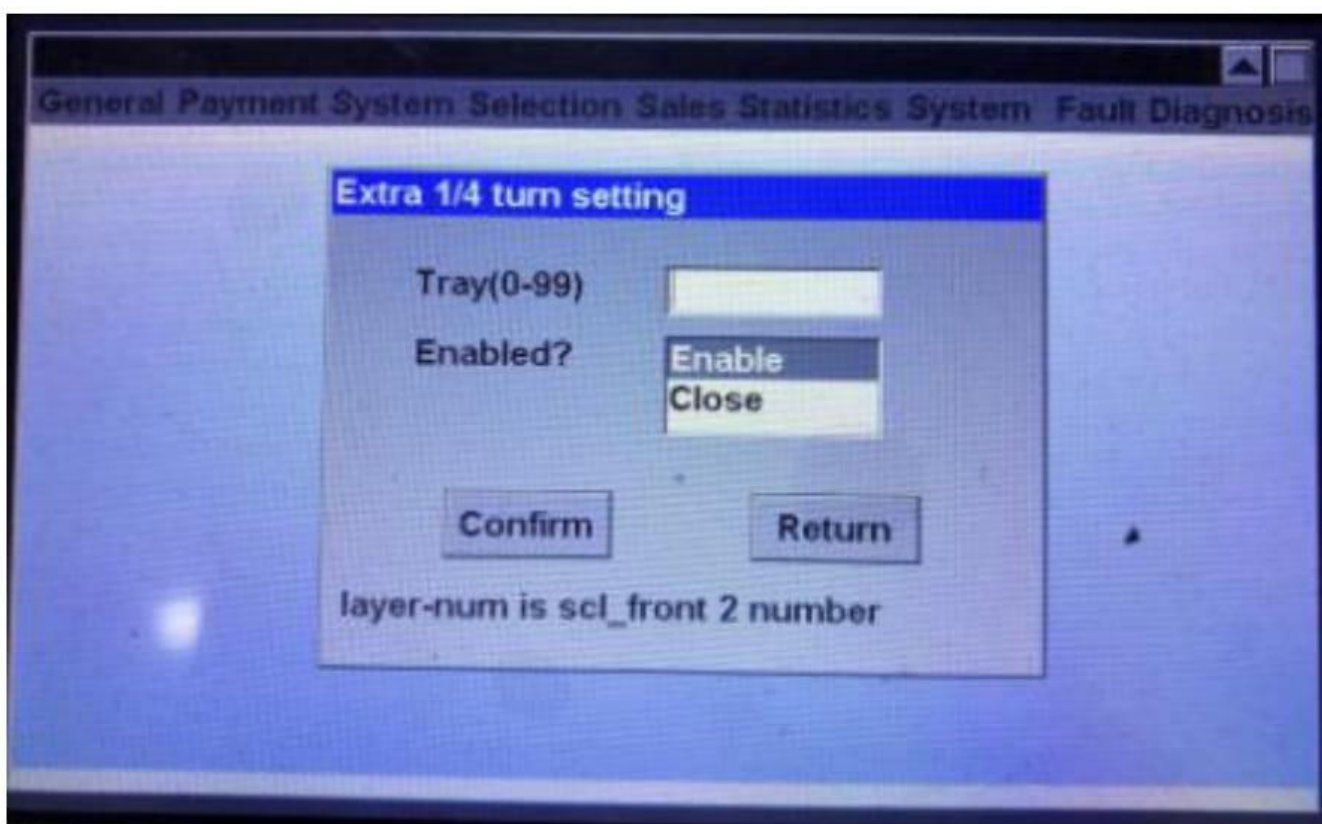 General Payment System Selection Sales Statistics System Fault Diagnosis
Extra 1/4 turn setting
Tray(0-99)
Enabled?
Enable
Close
Confirm Return
layer-num is scl_front 2 number